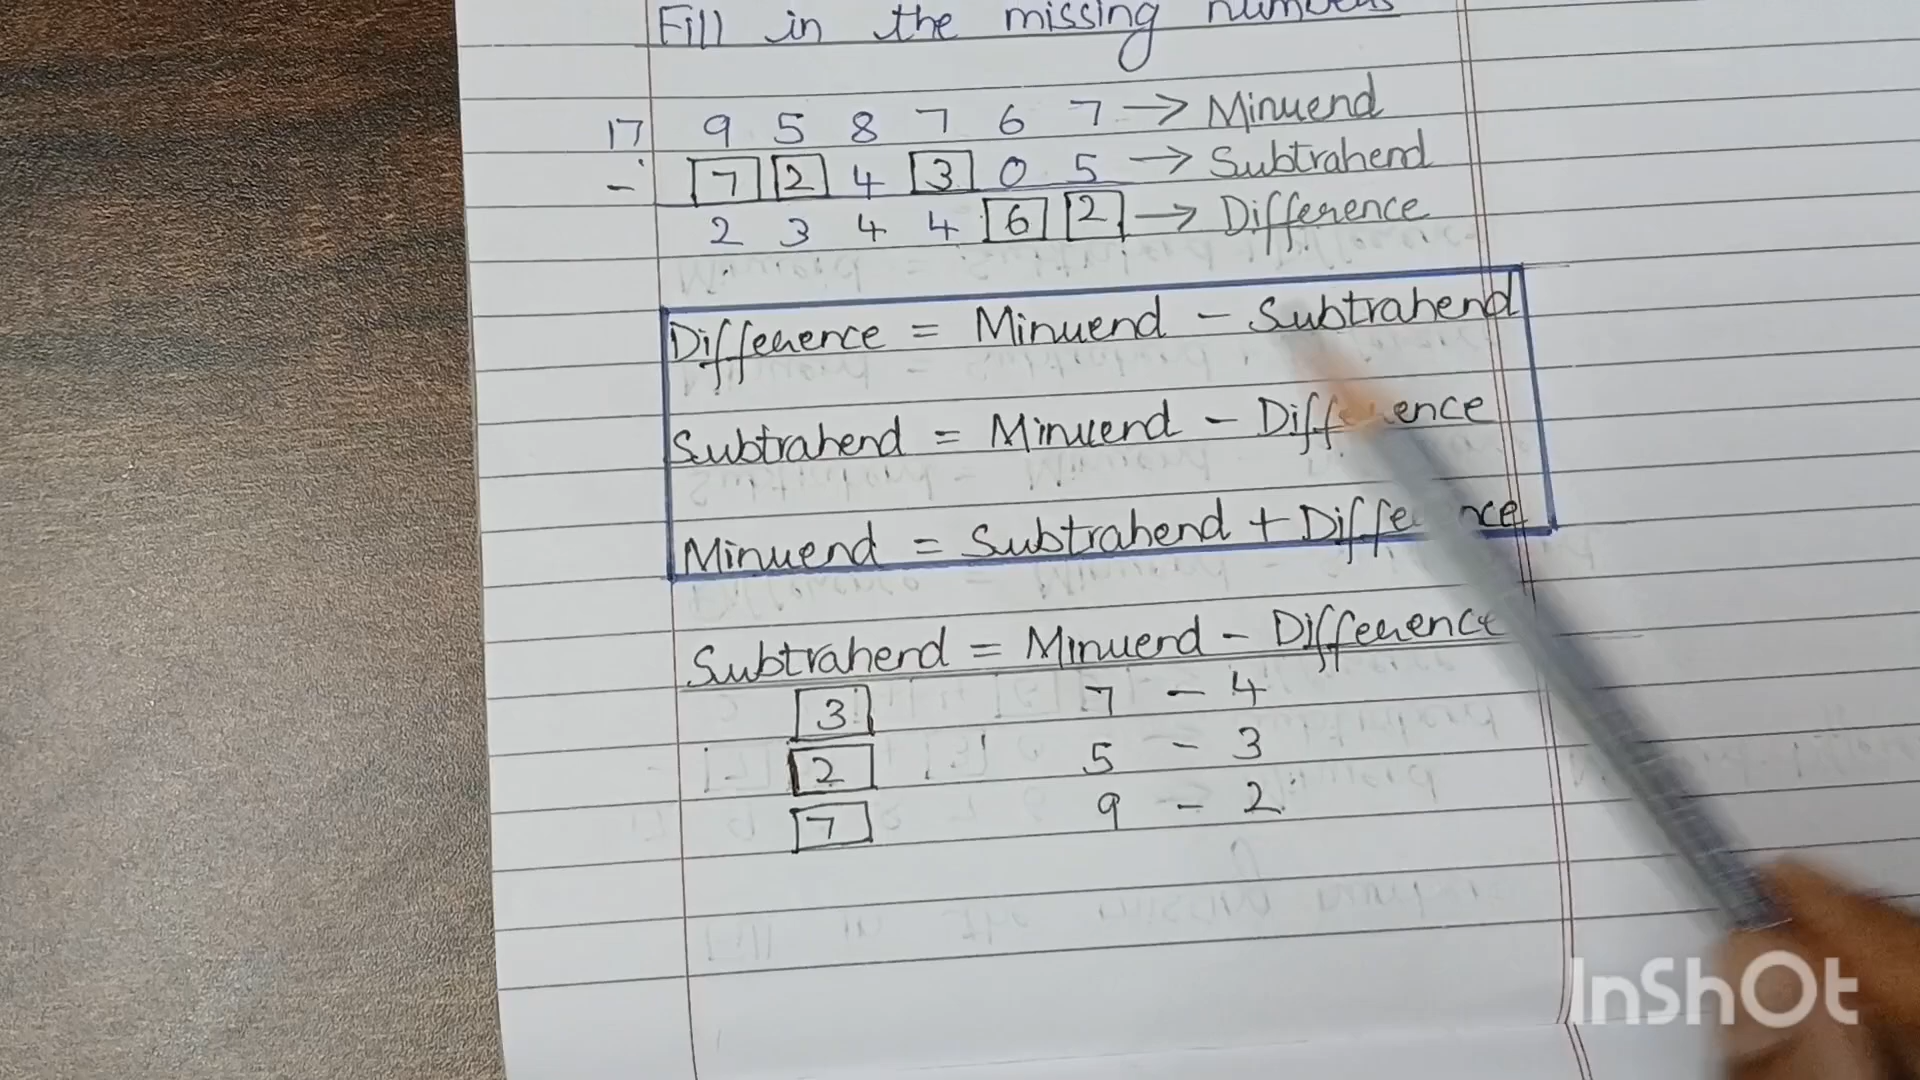 Fill in the missing numbers
17. 9 5 8 7 6 7 → Minuend
- 7 2 4 3 0 5 → Subtrahend
2 3 4 4 6 2 → Difference
Difference = Minuend - Subtrahend
Subtrahend = Minuend - Difference
Minuend = Subtrahend + Difference
Subtrahend = Minuend - Difference
3 7 - 4
2 5 - 3
7 9 - 2
InShOt